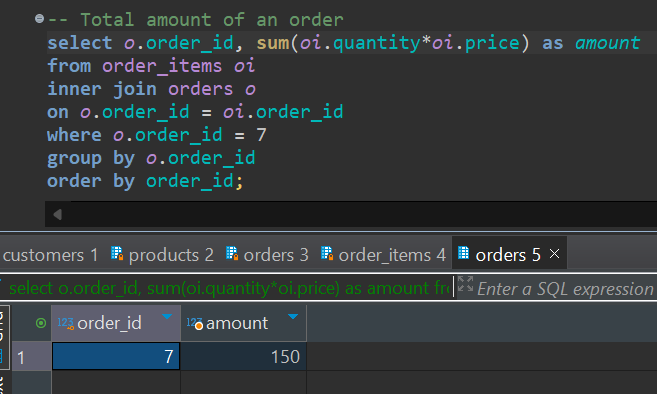 -- Total amount of an order
select o.order_id, sum(oi.quantity*oi.price) as amount
from order_items oi
inner join orders o
on o.order_id = oi.order_id
where o.order_id = 7
group by o.order_id
order by order_id;
customers 1 products 2 orders 3 order_items 4 orders 5
select o.order_id, sum(oi.quantity*oi.price) as amount Enter a SQL expression
123 order_id 123 amount
1 7 150